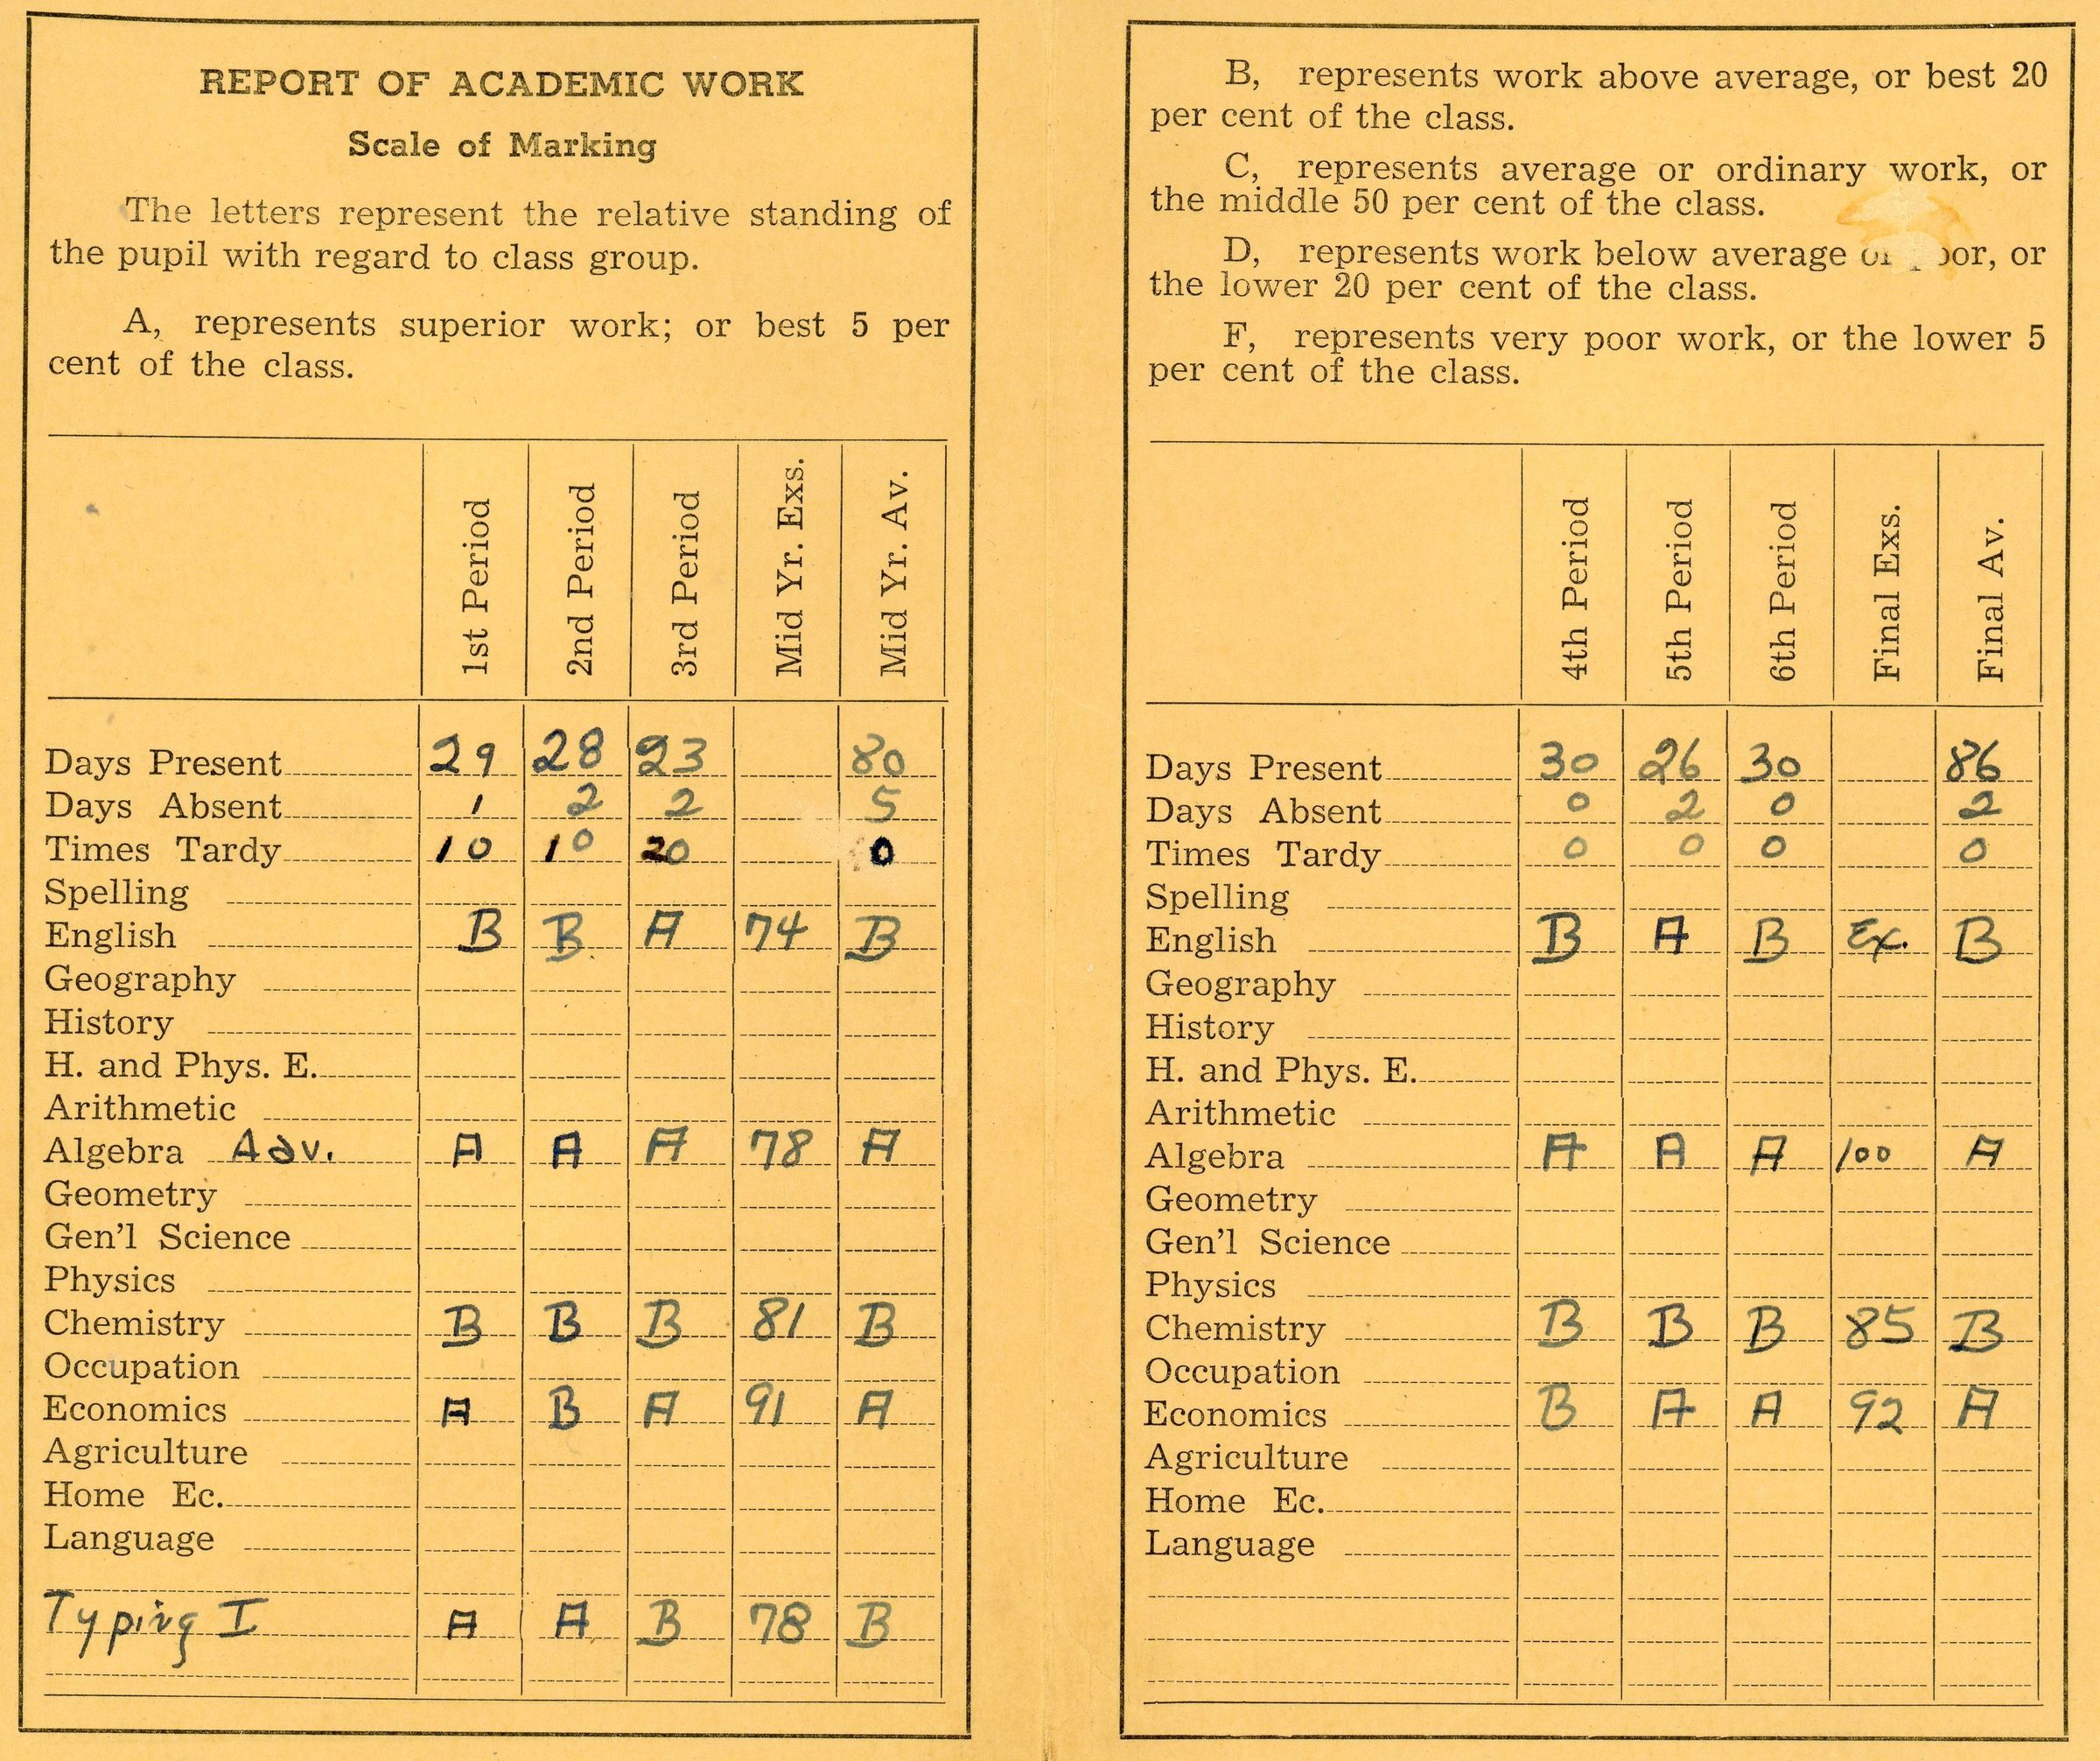 REPORT OF ACADEMIC WORK
Scale of Marking
The letters represent the relative standing of
the pupil with regard to class group.
A, represents superior work; or best 5 per
cent of the class.
1st Period 2nd Period 3rd Period Mid Yr. Exs. Mid Yr. Av.
Days Present 29 28 23 80
Days Absent 1 2 2 5
Times Tardy 10 10 20 0
Spelling
English B B A 74 B
Geography
History
H. and Phys. E.
Arithmetic
Algebra Adv. A A A 78 A
Geometry
Gen'l Science
Physics
Chemistry B B B 81 B
Occupation
Economics A B A 91 A
Agriculture
Home Ec.
Language
Typing I A A B 78 B
B, represents work above average, or best 20
per cent of the class.
C, represents average or ordinary work, or
the middle 50 per cent of the class.
D, represents work below average or, or
the lower 20 per cent of the class.
F, represents very poor work, or the lower 5
per cent of the class.
4th Period 5th Period 6th Period Final Exs. Final Av.
Days Present 30 26 30 86
Days Absent 0 2 0 2
Times Tardy 0 0 0 0
Spelling
English B A B Ex. B
Geography
History
H. and Phys. E.
Arithmetic
Algebra A A A 100 A
Geometry
Gen'l Science
Physics
Chemistry B B B 85 B
Occupation
Economics B A A 92 A
Agriculture
Home Ec.
Language